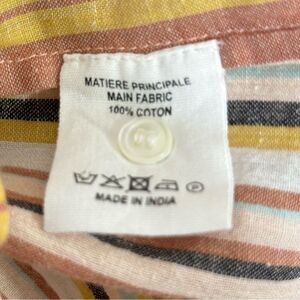 MATIERE PRINCIPALE
MAIN FABRIC
100% COTON
P
MADE IN INDIA